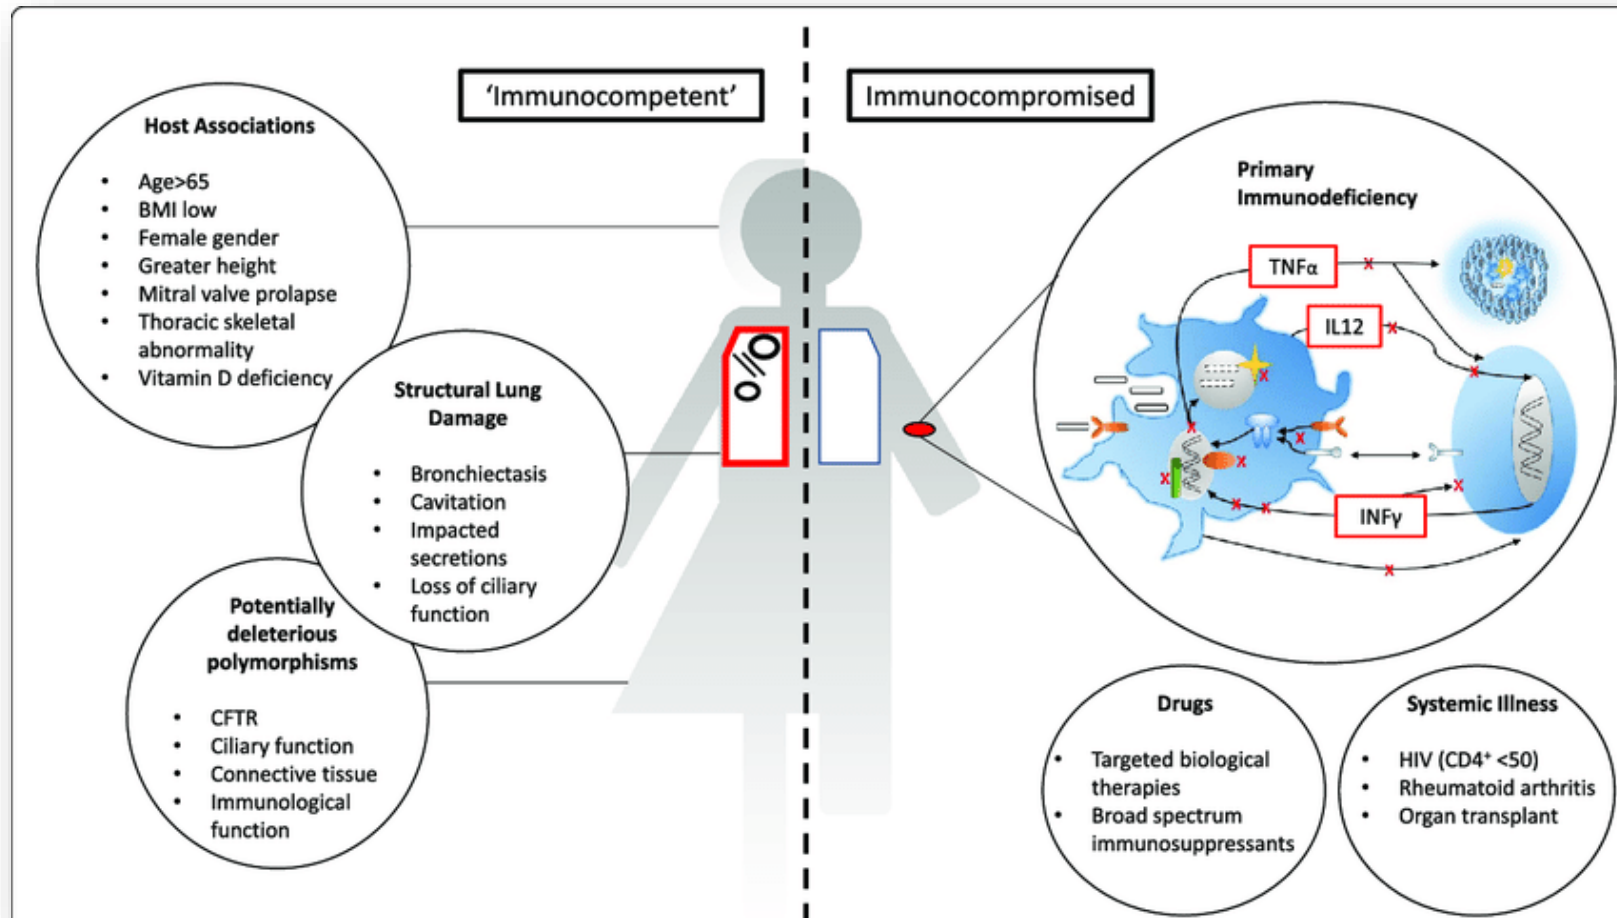 ‘Immunocompetent’
Immunocompromised
Host Associations
• Age>65
• BMI low
• Female gender
• Greater height
• Mitral valve prolapse
• Thoracic skeletal
abnormality
• Vitamin D deficiency
Structural Lung
Damage
• Bronchiectasis
• Cavitation
• Impacted
secretions
• Loss of ciliary
function
Potentially
deleterious
polymorphisms
• CFTR
• Ciliary function
• Connective tissue
• Immunological
function
Primary
Immunodeficiency
TNFα
IL12
INFγ
Drugs
• Targeted biological
therapies
• Broad spectrum
immunosuppressants
Systemic Illness
• HIV (CD4⁺ <50)
• Rheumatoid arthritis
• Organ transplant